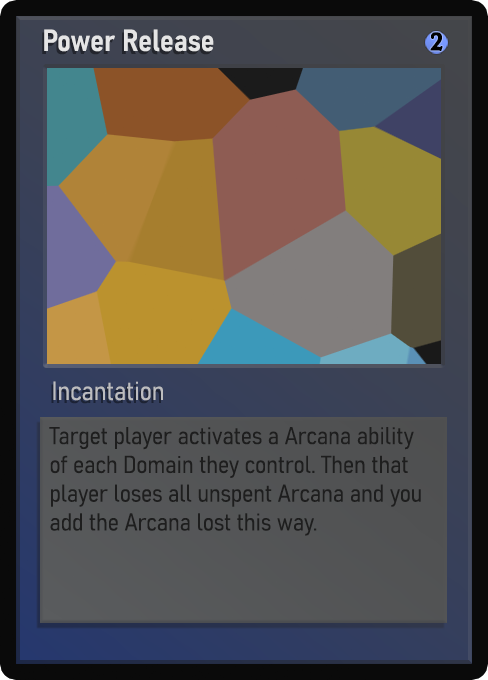 Power Release
2
Incantation
Target player activates a Arcana ability
of each Domain they control. Then that
player loses all unspent Arcana and you
add the Arcana lost this way.